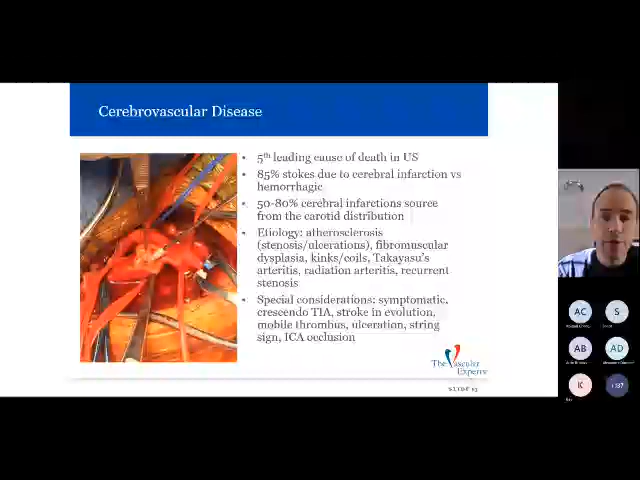 Cerebrovascular Disease
• 5th leading cause of death in US
• 85% stokes due to cerebral infarction vs
hemorrhagic
• 50-80% cerebral infarctions source
from the carotid distribution
• Etiology: atherosclerosis
(stenosis/ulcerations), fibromuscular
dysplasia, kinks/coils, Takayasu's
arteritis, radiation arteritis, recurrent
stenosis
• Special considerations: symptomatic,
crescendo TIA, stroke in evolution,
mobile thrombus, ulceration, string
sign, ICA occlusion
The Vascular
Experts
SLIDE
AC
S
AB
AD
K